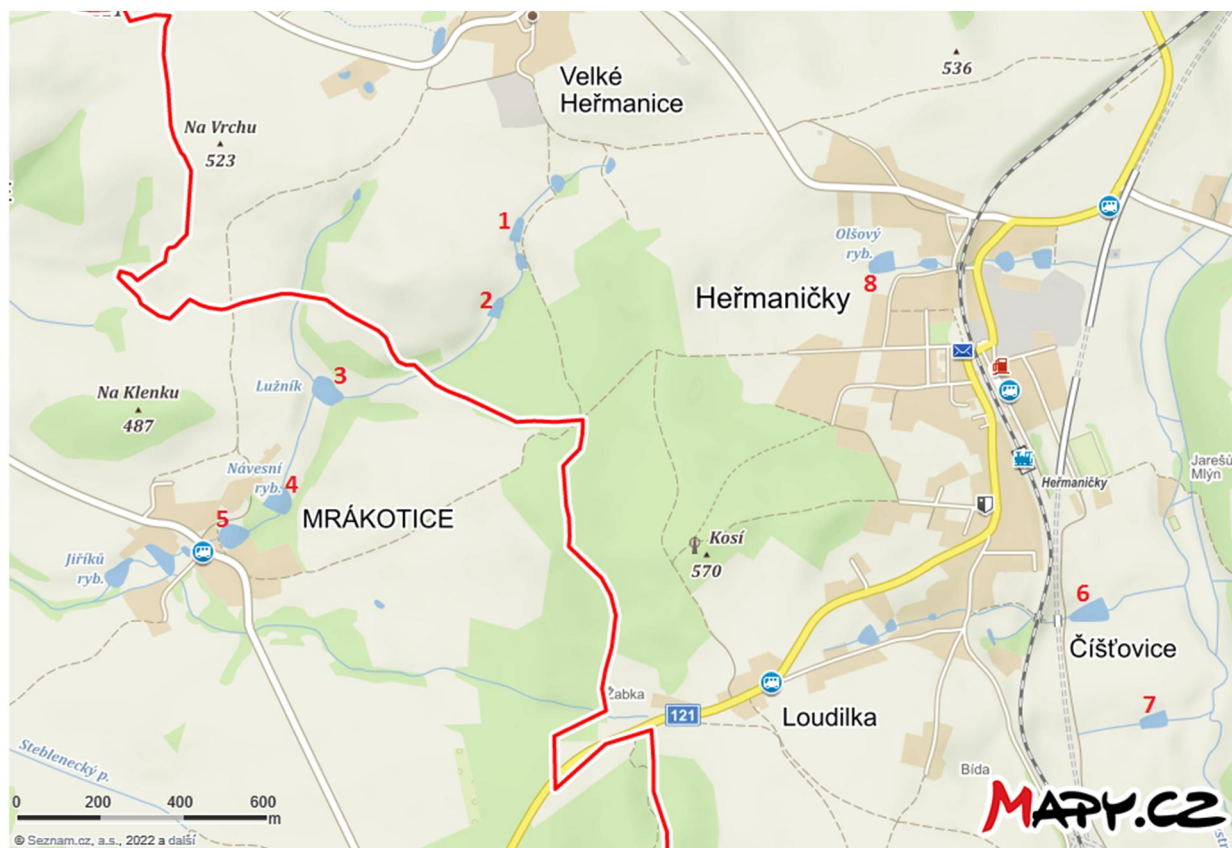 Velké
Heřmanice
536
Na Vrchu
523
1
Olšový
ryb.
8
2
Heřmaničky
3
Lužník
Na Klenku
487
Návesní
ryb.
4
Jarešů
Mlýn
Heřmaničky
5
MRÁKOTICE
Kosí
570
Jiříků
ryb.
6
Číšťovice
Žabka
121
Loudilka
7
Steblenecký p.
Bída
0 200 400 600
m
MAPY.CZ
© Seznam.cz, a.s., 2022 a další